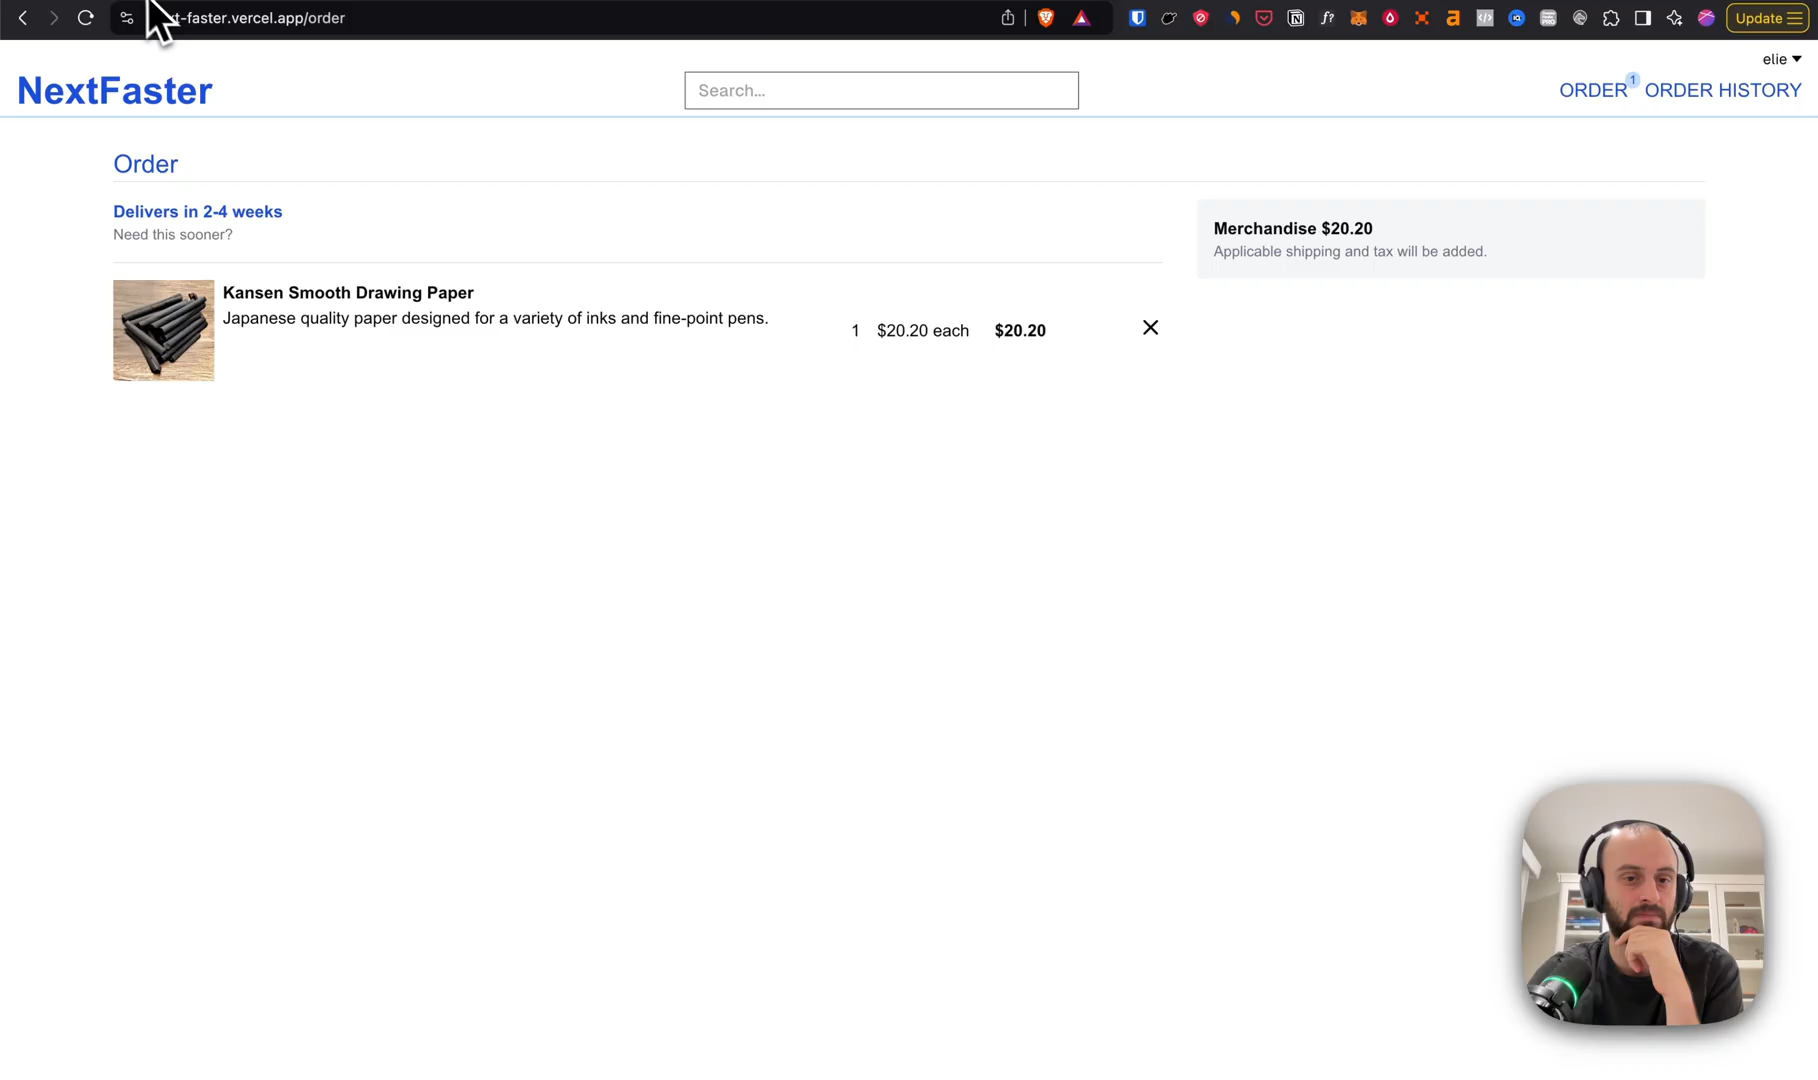 t-faster.vercel.app/order
Update
elie
NextFaster
Search...
ORDER 1 ORDER HISTORY
Order
Delivers in 2-4 weeks
Need this sooner?
Merchandise $20.20
Applicable shipping and tax will be added.
Kansen Smooth Drawing Paper
Japanese quality paper designed for a variety of inks and fine-point pens.
1 $20.20 each $20.20